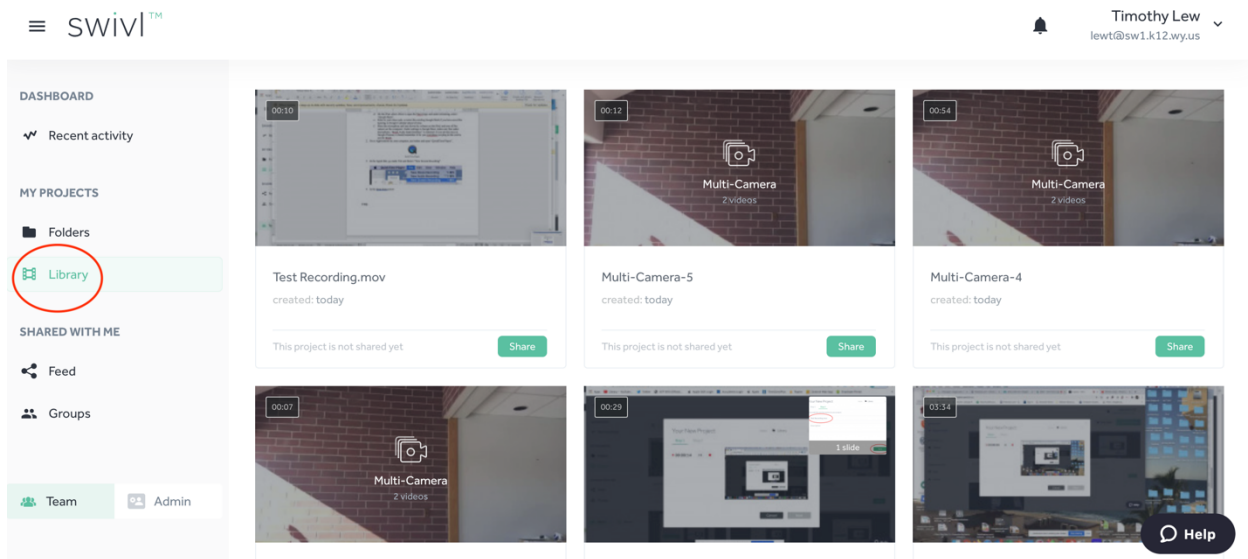 swivl™
Timothy Lew
lewt@sw1.k12.wy.us
DASHBOARD
Recent activity
MY PROJECTS
Folders
Library
SHARED WITH ME
Feed
Groups
Team
Admin
00:10
Test Recording.mov
created: today
This project is not shared yet
Share
00:12
Multi-Camera
2 videos
Multi-Camera-5
created: today
This project is not shared yet
Share
00:54
Multi-Camera
2 videos
Multi-Camera-4
created: today
This project is not shared yet
Share
00:07
Multi-Camera
2 videos
00:29
Your New Project
1 slide
03:34
Help